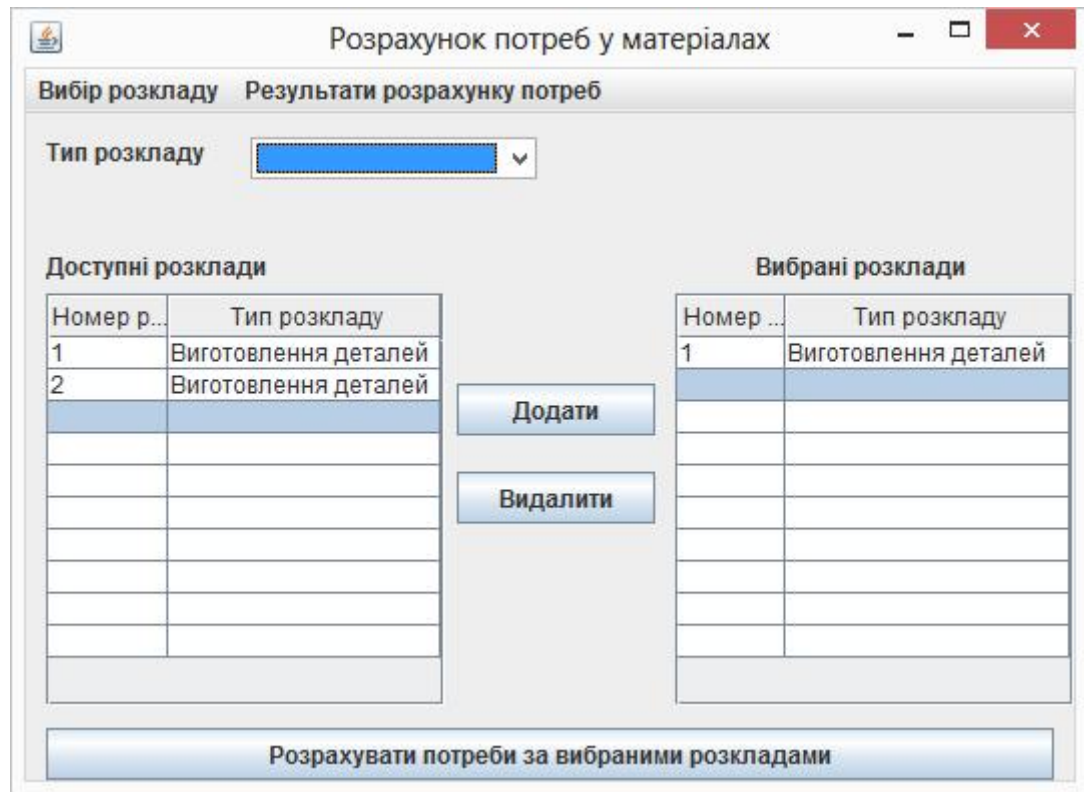 Розрахунок потреб у матеріалах
Вибір розкладу Результати розрахунку потреб
Тип розкладу
Доступні розклади Вибрані розклади
Номер р... Тип розкладу Номер ... Тип розкладу
1 Виготовлення деталей 1 Виготовлення деталей
2 Виготовлення деталей
Додати
Видалити
Розрахувати потреби за вибраними розкладами